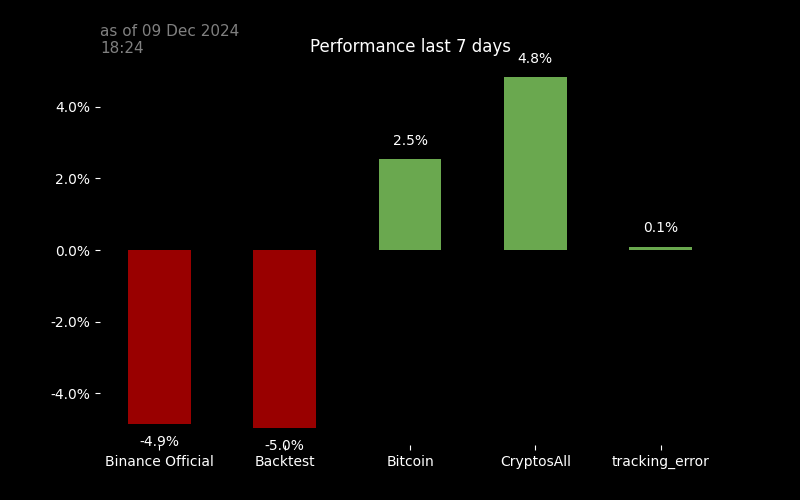 as of 09 Dec 2024
18:24
Performance last 7 days
4.8%
4.0%
2.5%
2.0%
0.1%
0.0%
-2.0%
-4.0%
-4.9%
-5.0%
Binance Official
Backtest
Bitcoin
CryptosAll
tracking_error